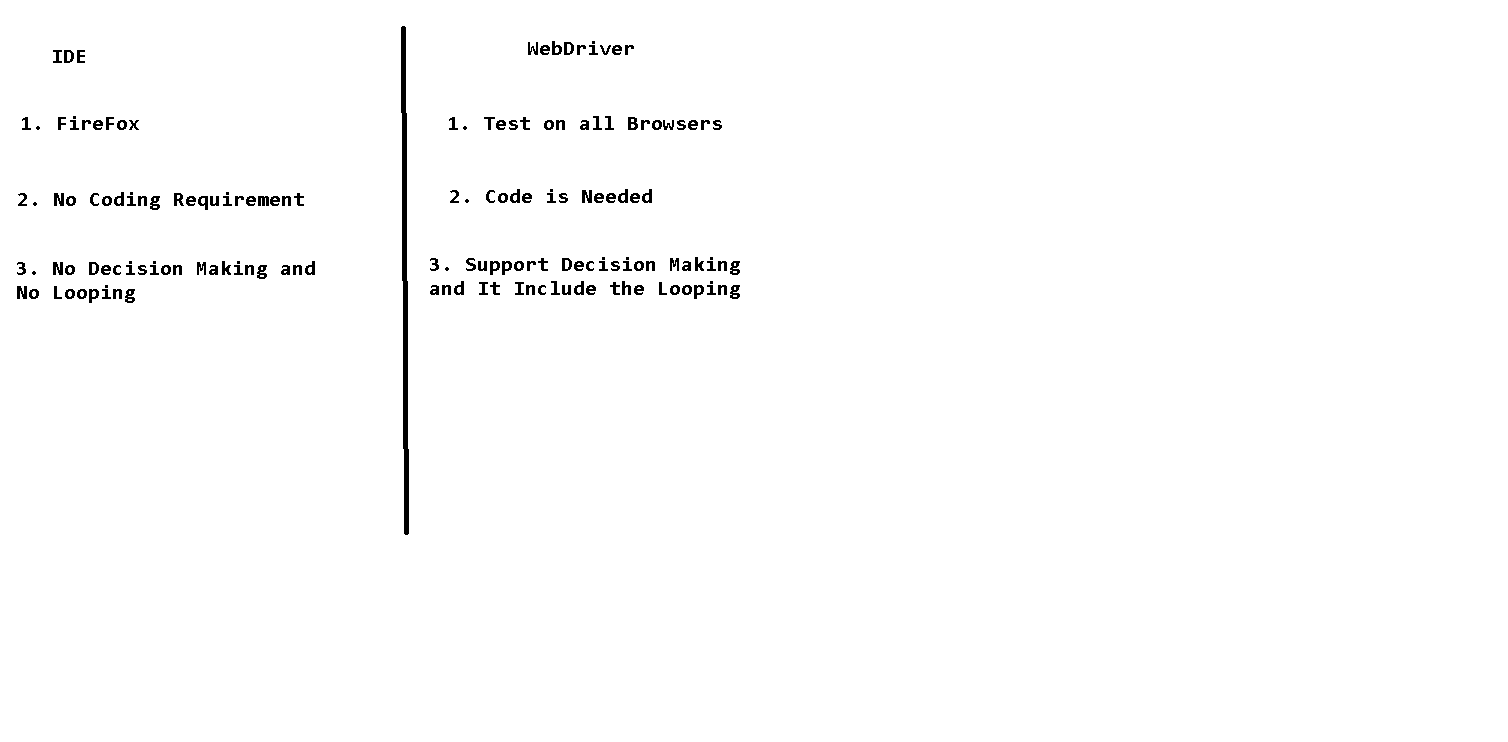 IDE
1. FireFox
2. No Coding Requirement
3. No Decision Making and
No Looping
WebDriver
1. Test on all Browsers
2. Code is Needed
3. Support Decision Making
and It Include the Looping